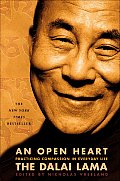 THE NEW YORK
TIMES
BESTSELLER
AN OPEN HEART
PRACTICING COMPASSION IN EVERYDAY LIFE
THE DALAI LAMA
EDITED BY NICHOLAS VREELAND